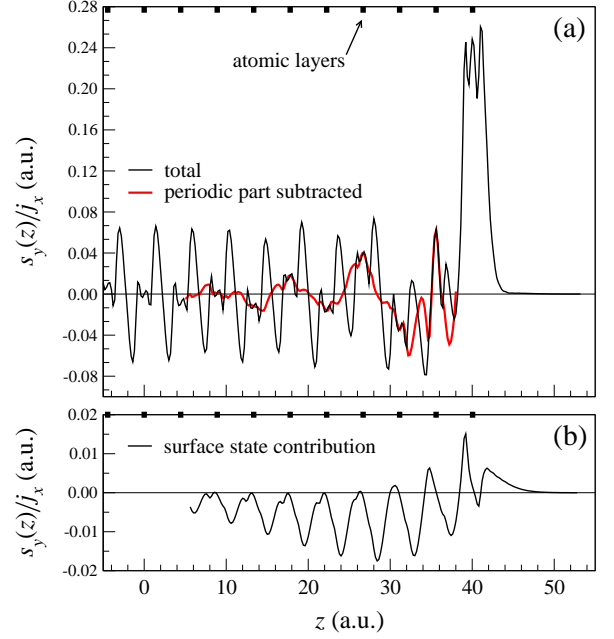 (a)
atomic layers
total
periodic part subtracted
s_y(z)/j_x (a.u.)
0.28
0.24
0.20
0.16
0.12
0.08
0.04
0.00
-0.04
-0.08
(b)
surface state contribution
s_y(z)/j_x (a.u.)
0.02
0.01
0.00
-0.01
-0.02
0 10 20 30 40 50
z (a.u.)